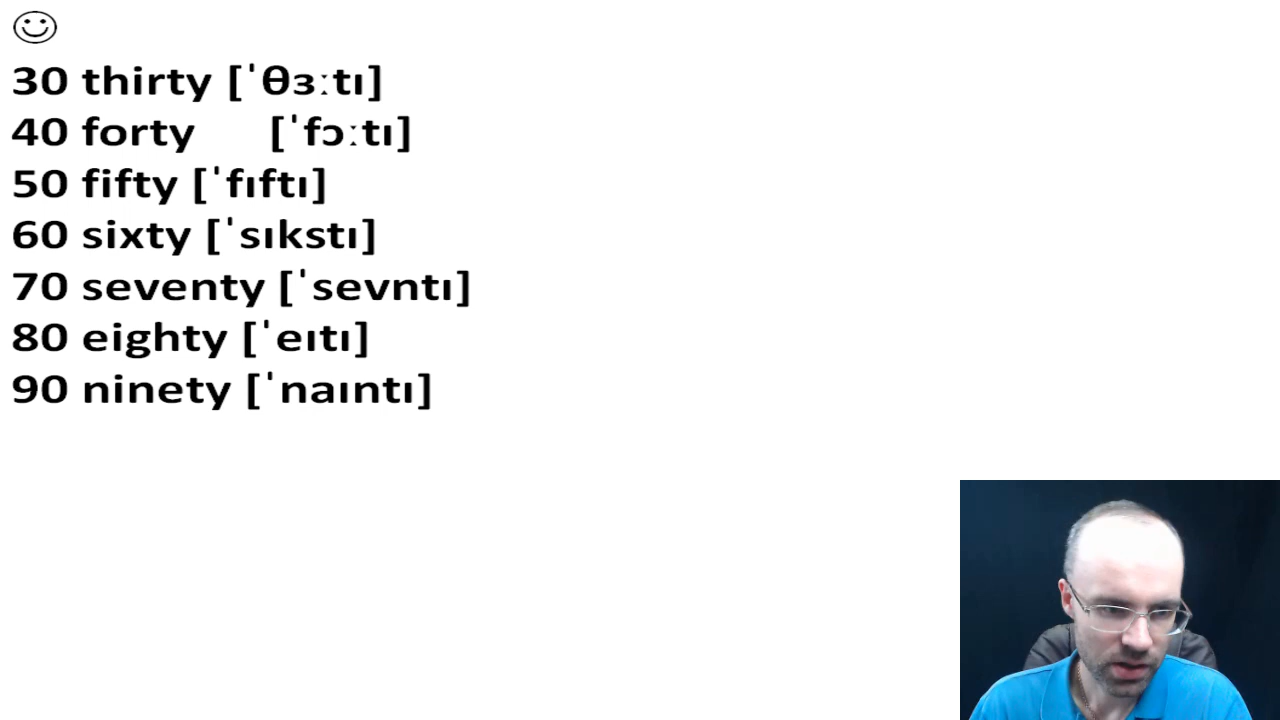 30 thirty [ˈθɜːtɪ]
40 forty [ˈfɔːtɪ]
50 fifty [ˈfɪftɪ]
60 sixty [ˈsɪkstɪ]
70 seventy [ˈsevntɪ]
80 eighty [ˈeɪtɪ]
90 ninety [ˈnaɪntɪ]